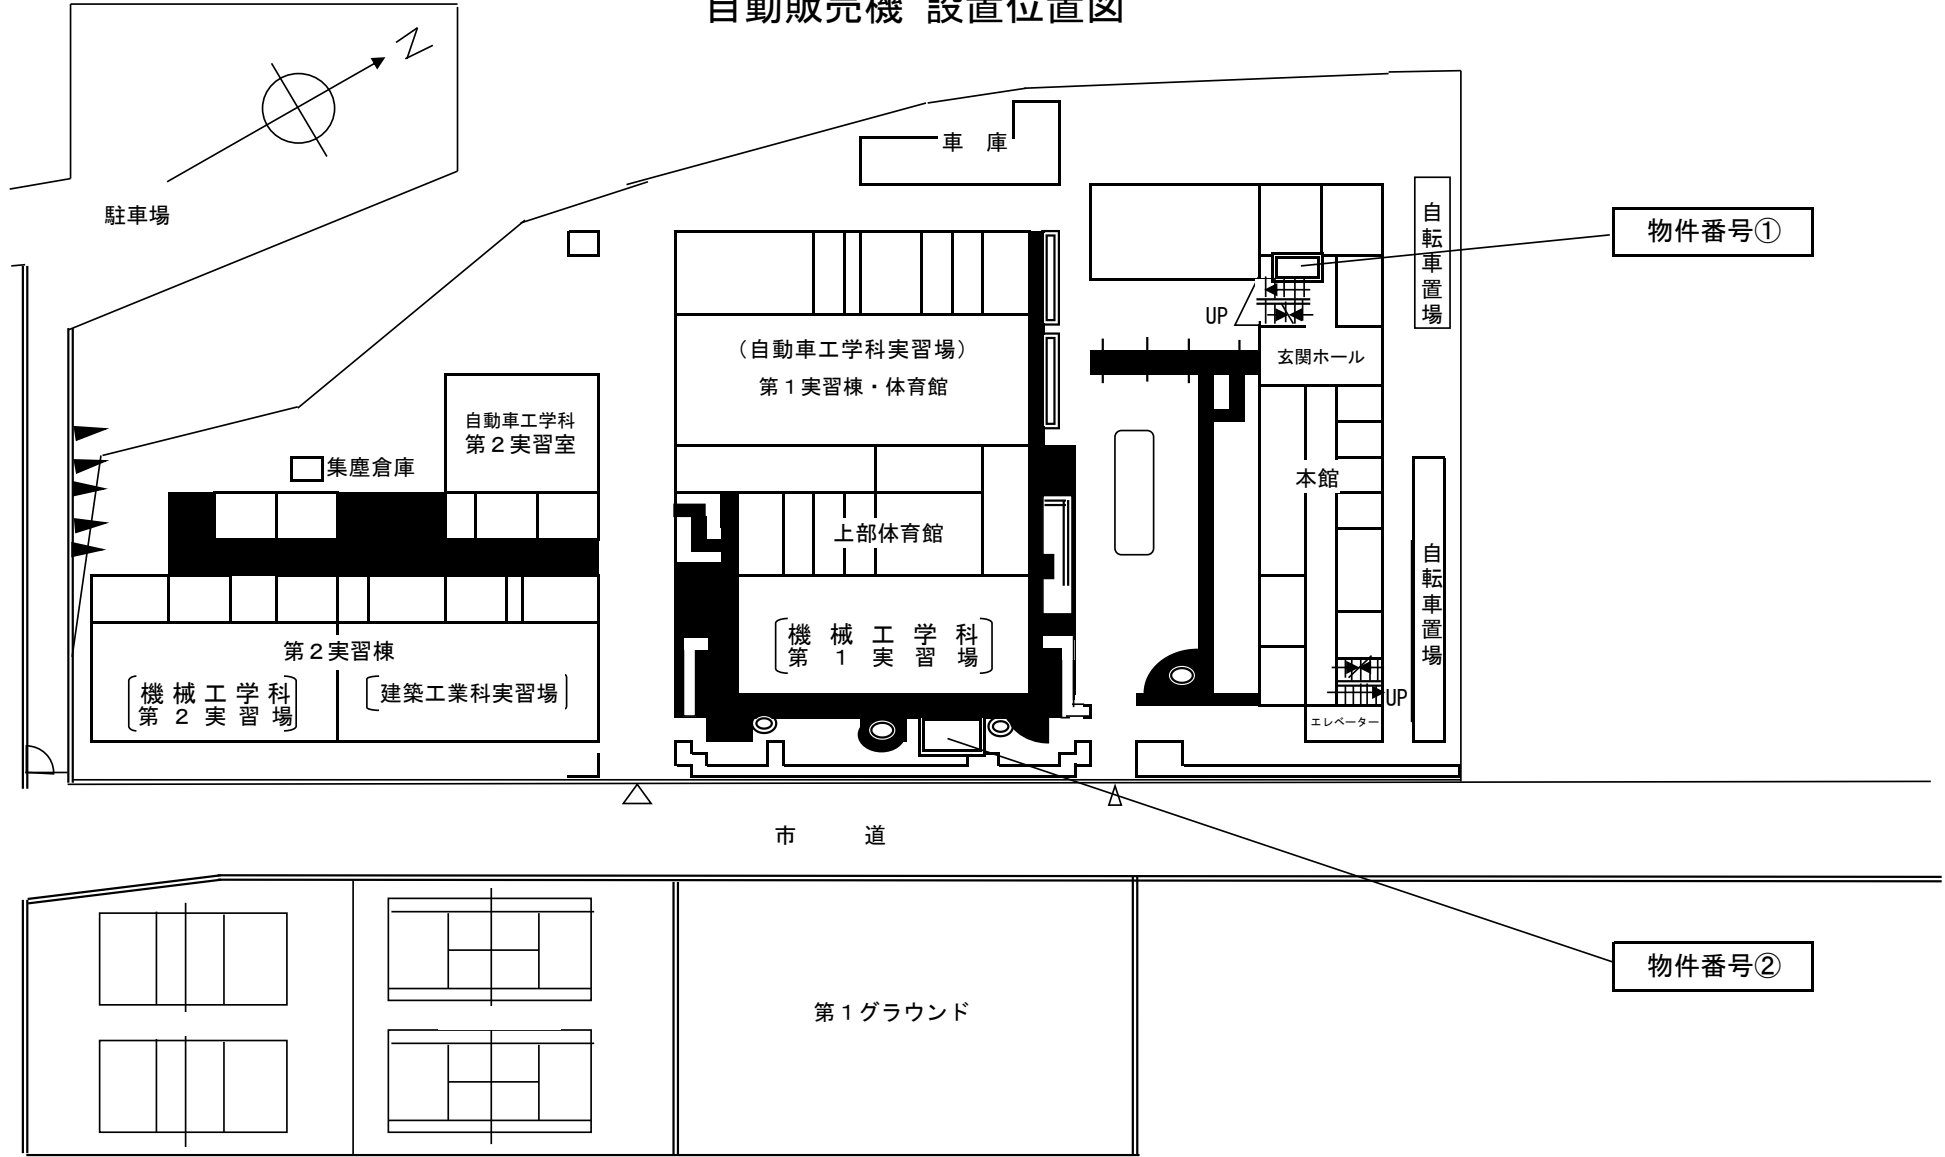 自動販売機 設置位置図
N
車 庫
駐車場
自転車置場
物件番号①
UP
(自動車工学科実習場)
第1実習棟・体育館
玄関ホール
自動車工学科
第2実習室
集塵倉庫
本館
上部体育館
自転車置場
機械工学科
第1実習場
第2実習棟
機械工学科
第2実習場
建築工業科実習場
UP
エレベーター
市 道
物件番号②
第1グラウンド